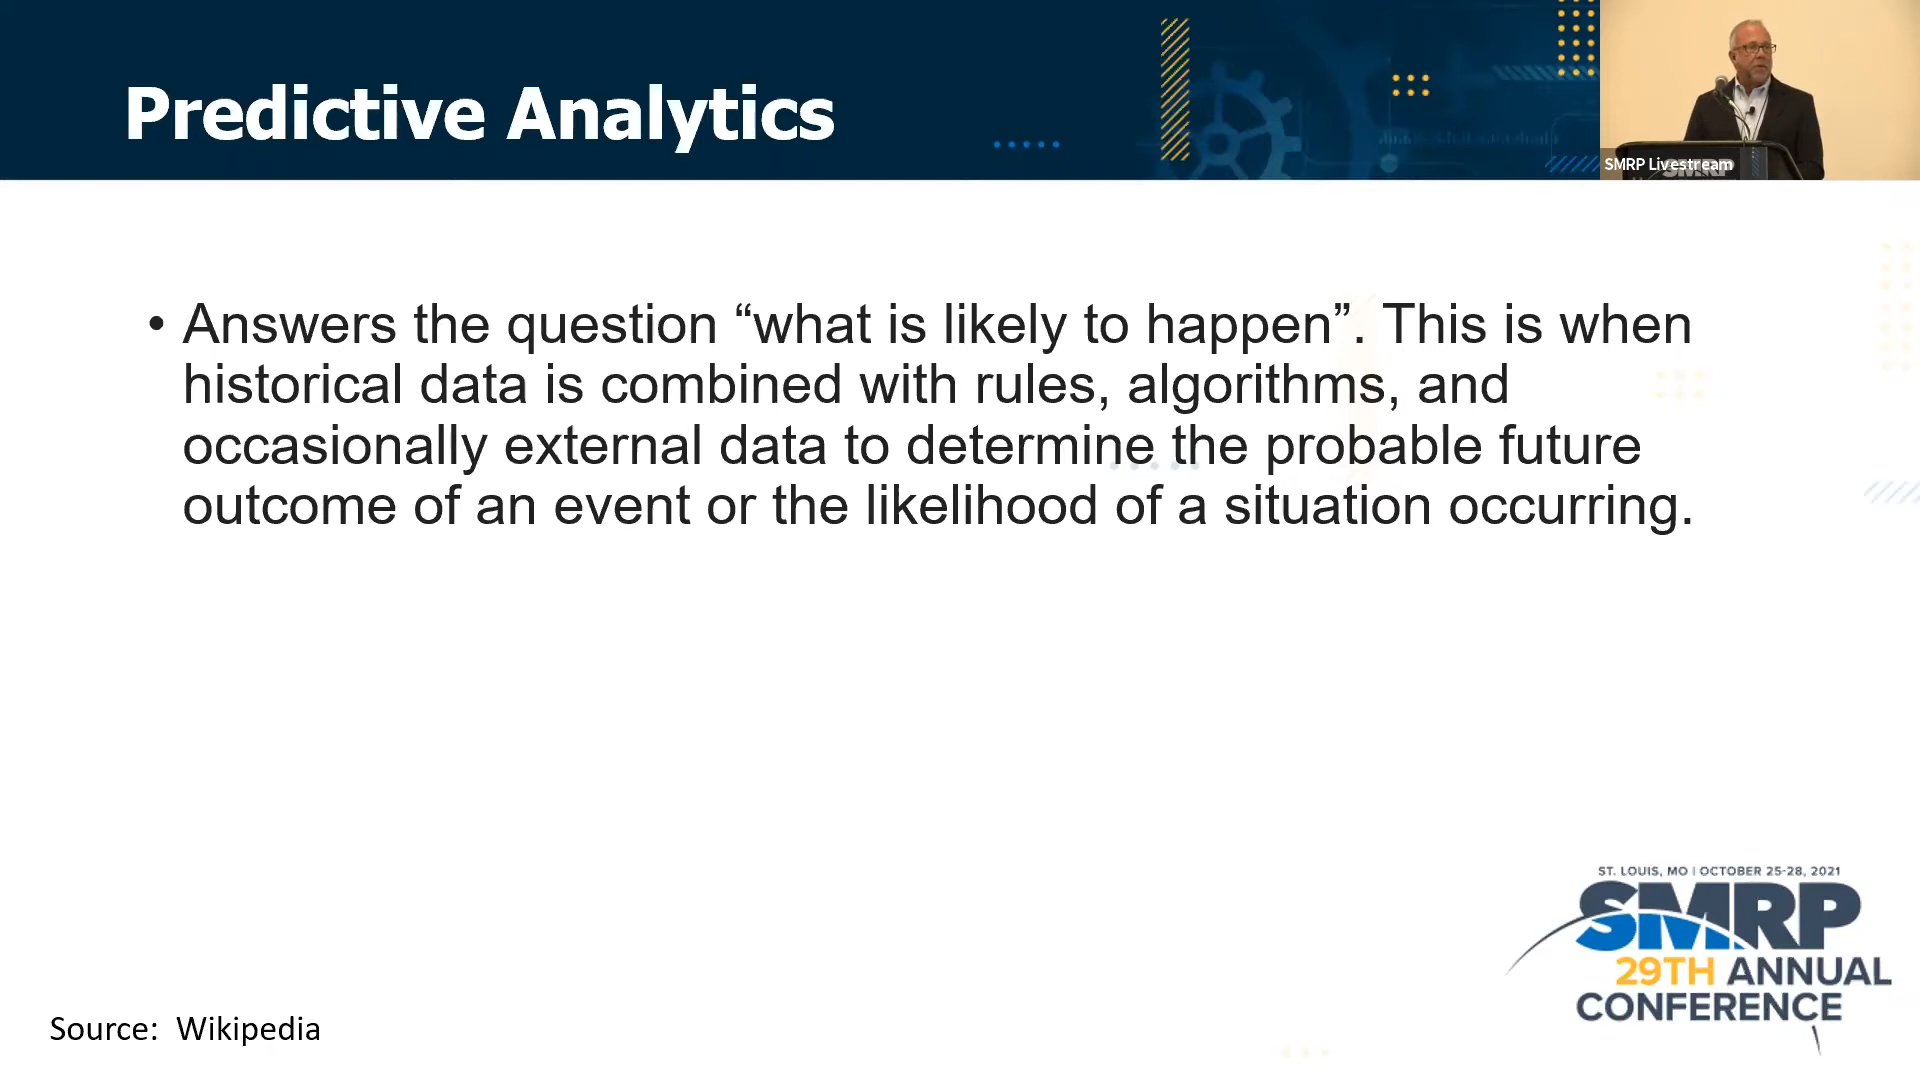 Predictive Analytics
SMRP Livestream
SMRP
• Answers the question “what is likely to happen”. This is when
historical data is combined with rules, algorithms, and
occasionally external data to determine the probable future
outcome of an event or the likelihood of a situation occurring.
ST. LOUIS, MO | OCTOBER 25-28, 2021
SMRP
29TH ANNUAL
CONFERENCE
Source: Wikipedia